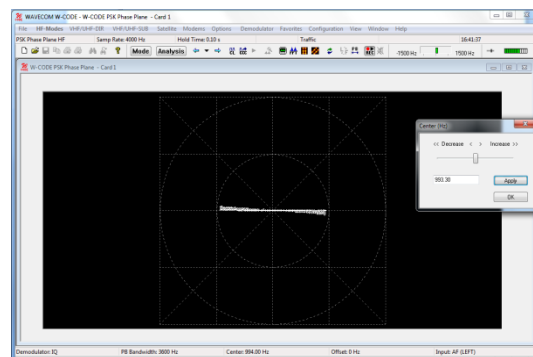 WAVECOM W-CODE - W-CODE PSK Phase Plane - Card 1
File HF-Modes VHF/UHF-DIR VHF/UHF-SUB Satellite Modems Options Demodulator Favorites Configuration View Window Help
PSK Phase Plane HF Samp Rate: 4000 Hz Hold Time: 0.10 s Traffic 16:41:37
Mode Analysis -1500 Hz 1500 Hz
W-CODE PSK Phase Plane - Card 1
Center [Hz]
<< Decrease < > Increase >>
993.30 Apply
OK
Demodulator: IQ PB Bandwidth: 3000 Hz Center: 994.00 Hz Offset: 0 Hz Input: AF (LEFT)